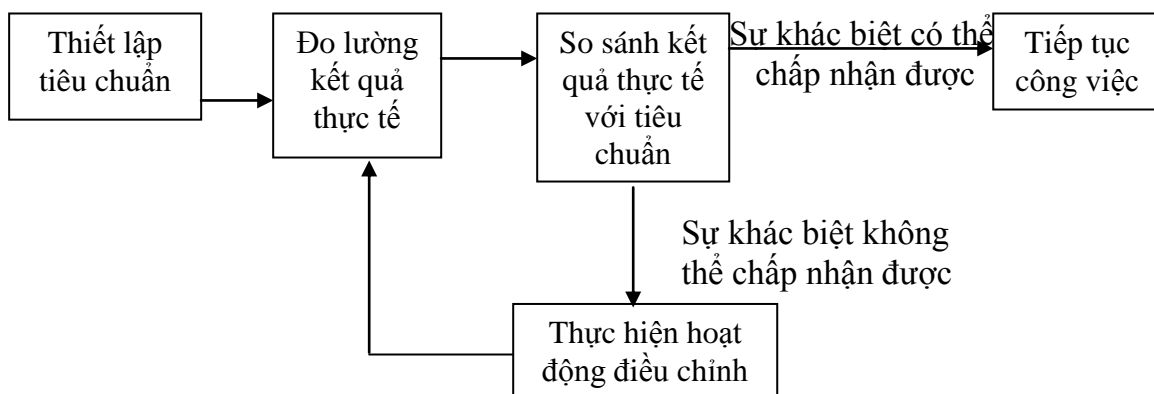 Thiết lập
tiêu chuẩn
Đo lường
kết quả
thực tế
So sánh kết
quả thực tế
với tiêu
chuẩn
Sư khác biệt có thể
chấp nhận được
Tiếp tục
công việc
Sự khác biệt không
thể chấp nhận được
Thực hiện hoạt
động điều chỉnh